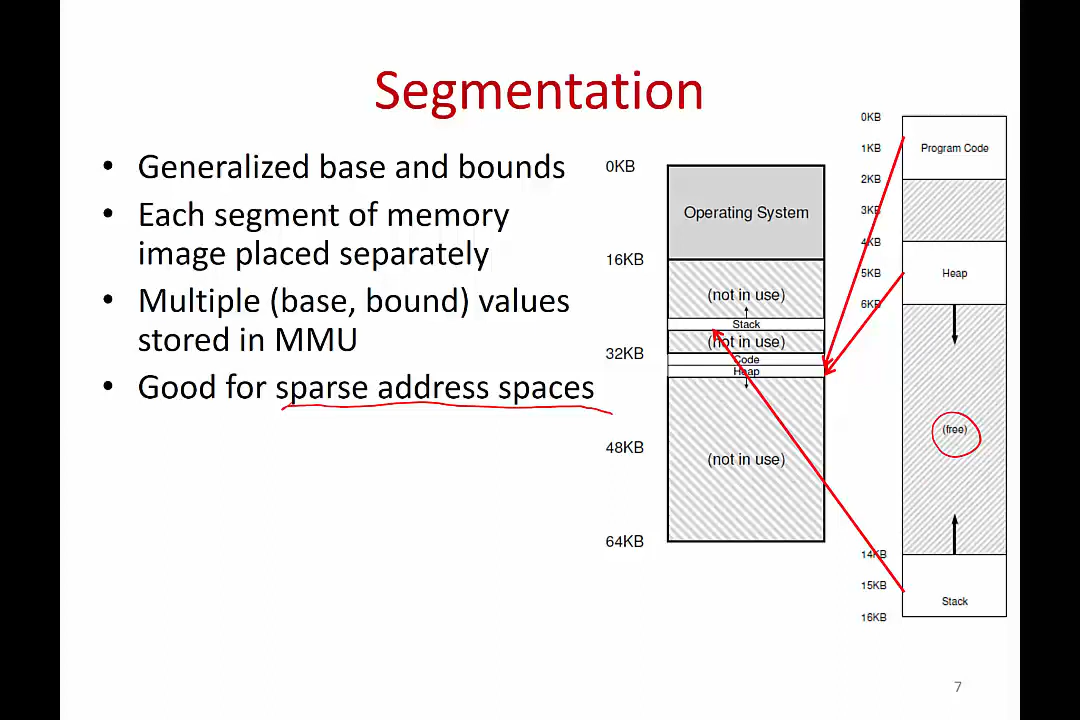 Segmentation
• Generalized base and bounds
• Each segment of memory
image placed separately
• Multiple (base, bound) values
stored in MMU
• Good for sparse address spaces
0KB
Operating System
16KB
(not in use)
Stack
(not in use)
32KB
Code
Heap
48KB
(not in use)
64KB
0KB
1KB
Program Code
2KB
3KB
4KB
5KB
Heap
6KB
(free)
14KB
15KB
Stack
16KB
7